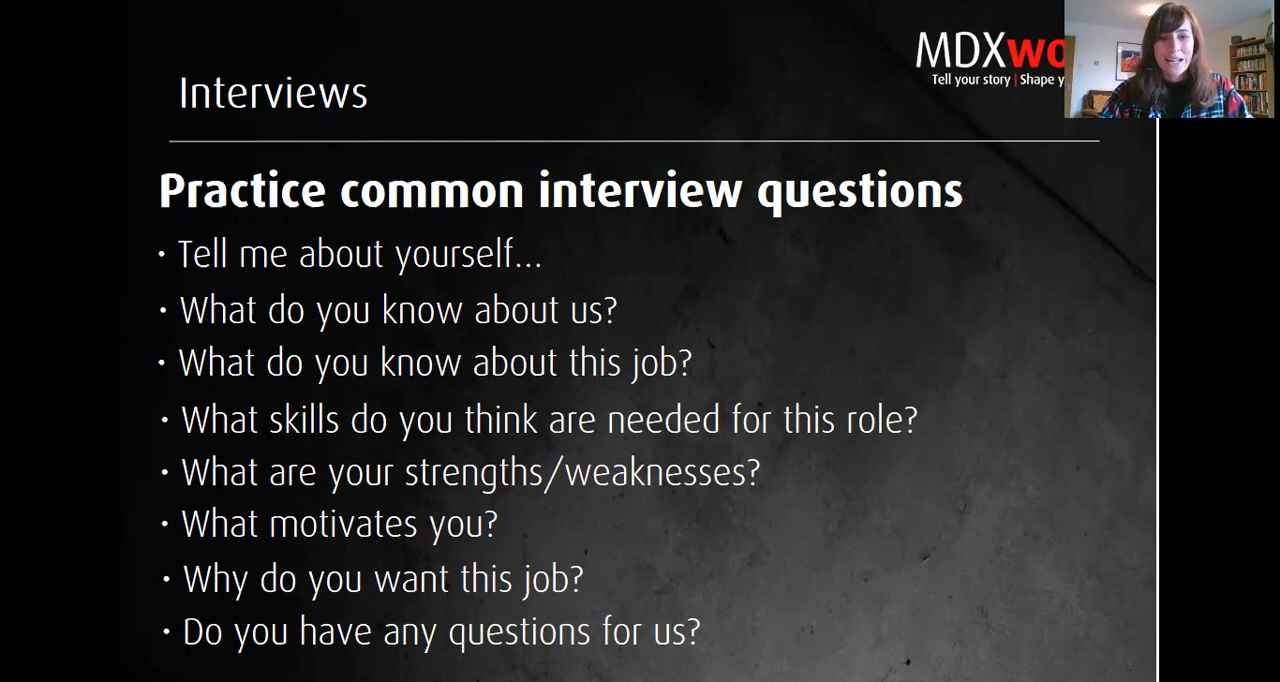 MDXwo
Tell your story | Shape y
Interviews
Practice common interview questions
• Tell me about yourself...
• What do you know about us?
• What do you know about this job?
• What skills do you think are needed for this role?
• What are your strengths/weaknesses?
• What motivates you?
• Why do you want this job?
• Do you have any questions for us?